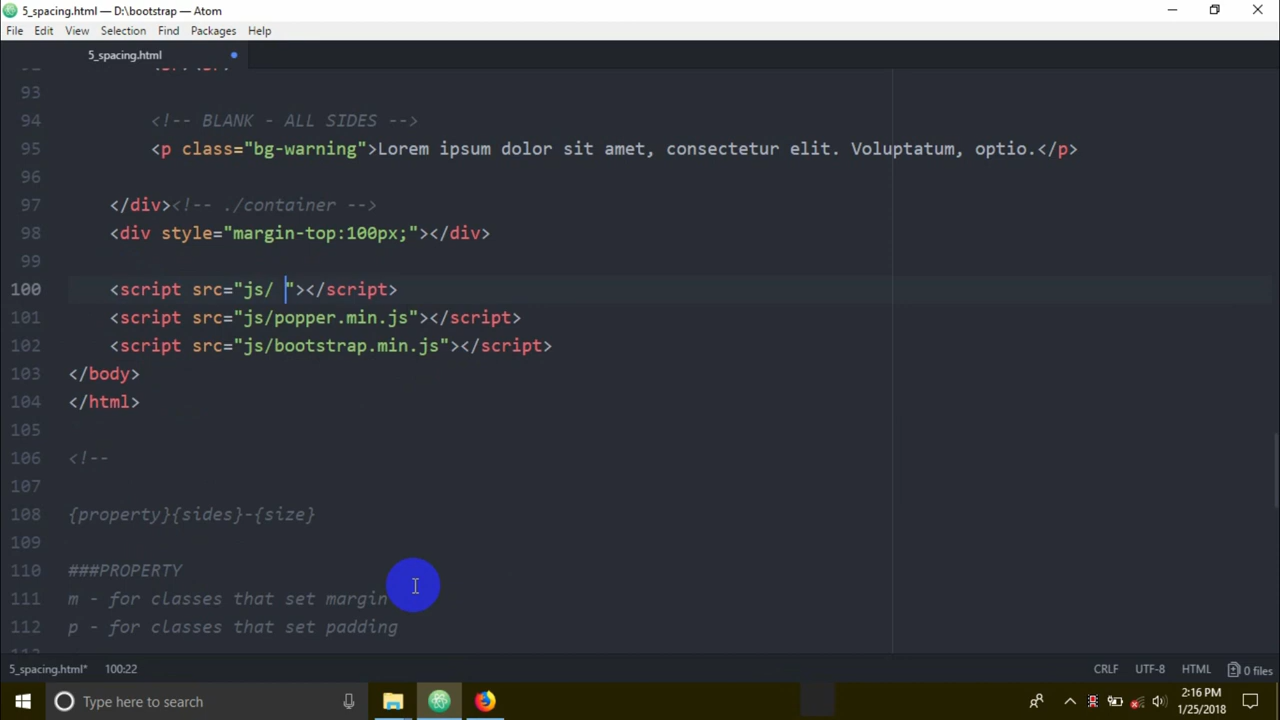 5_spacing.html — D:\bootstrap — Atom
File Edit View Selection Find Packages Help
5_spacing.html
93
94 <!-- BLANK - ALL SIDES -->
95 <p class="bg-warning">Lorem ipsum dolor sit amet, consectetur elit. Voluptatum, optio.</p>
96
97 </div><!-- ./container -->
98 <div style="margin-top:100px;"></div>
99
100 <script src="js/ "></script>
101 <script src="js/popper.min.js"></script>
102 <script src="js/bootstrap.min.js"></script>
103 </body>
104 </html>
105
106 <!--
107
108 {property}{sides}-{size}
109
110 ###PROPERTY
111 m - for classes that set margin
112 p - for classes that set padding
5_spacing.html* 100:22 CRLF UTF-8 HTML 0 files
Type here to search
2:16 PM
1/25/2018